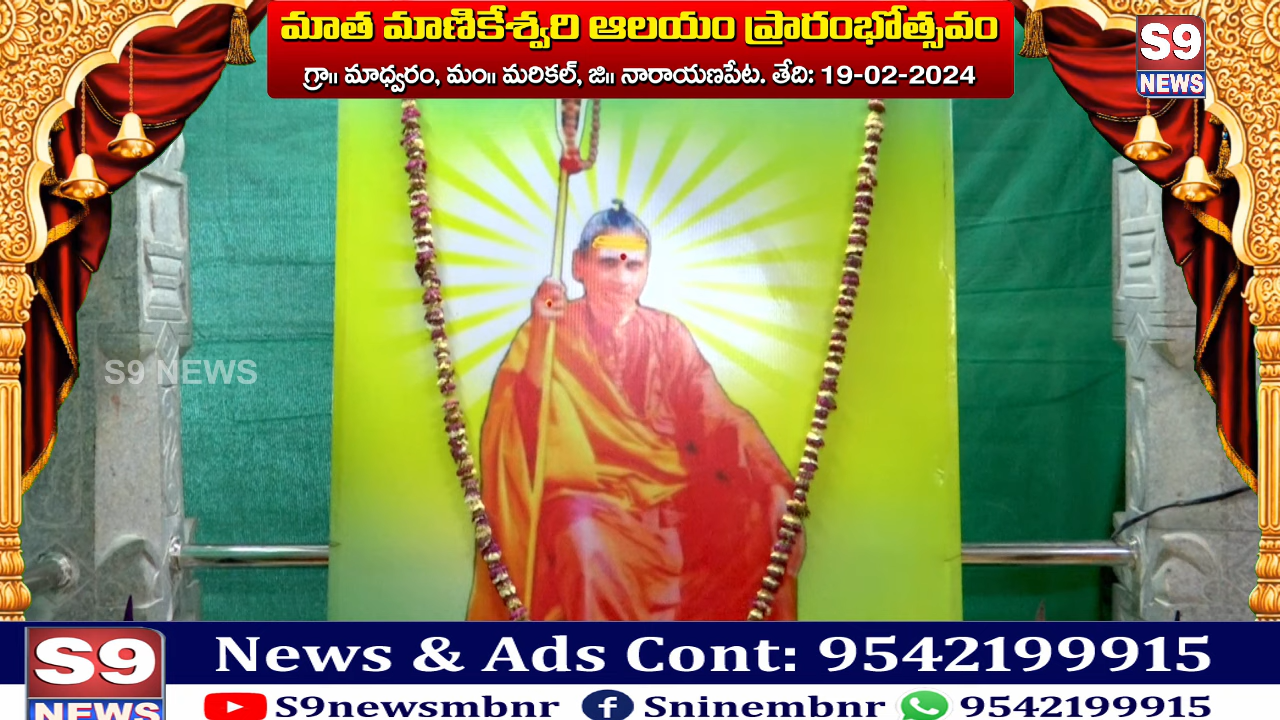 మాత మాణికేశ్వరి ఆలయం ప్రారంభోత్సవం
గ్రా॥ మాధ్వరం, మం॥ మరికల్, జి॥ నారాయణపేట. తేది: 19-02-2024
S9
NEWS
S9 NEWS
S9
NEWS
News & Ads Cont: 9542199915
S9newsmbnr Sninembnr 9542199915